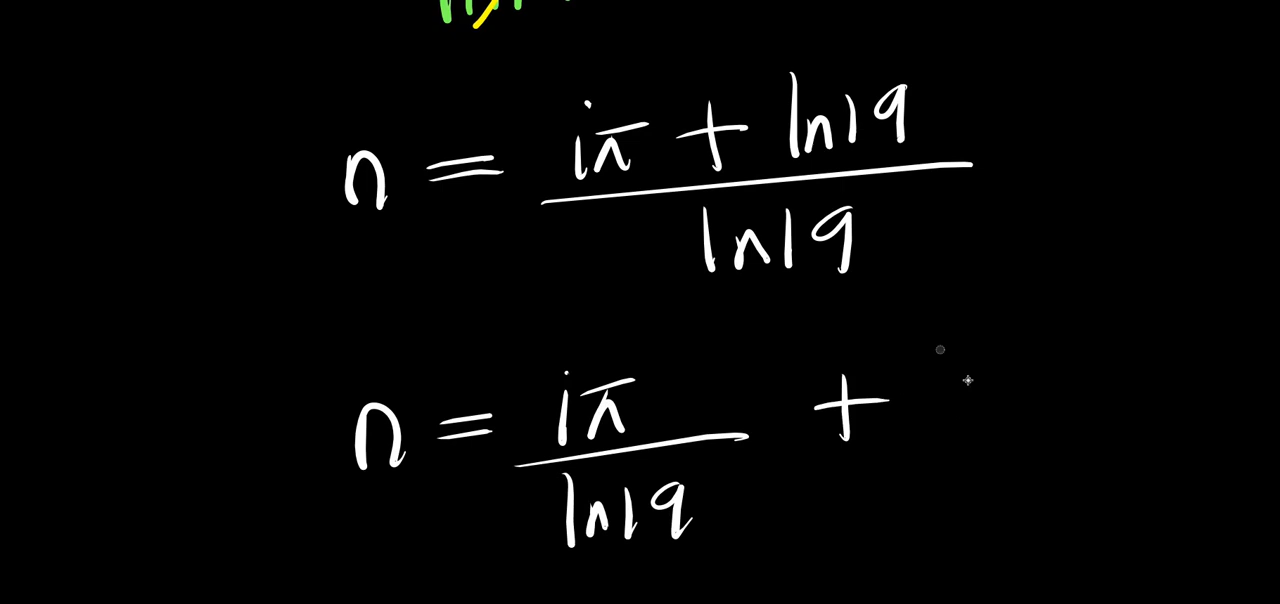 n = (iπ + ln19) / ln19
n = iπ / ln19 +